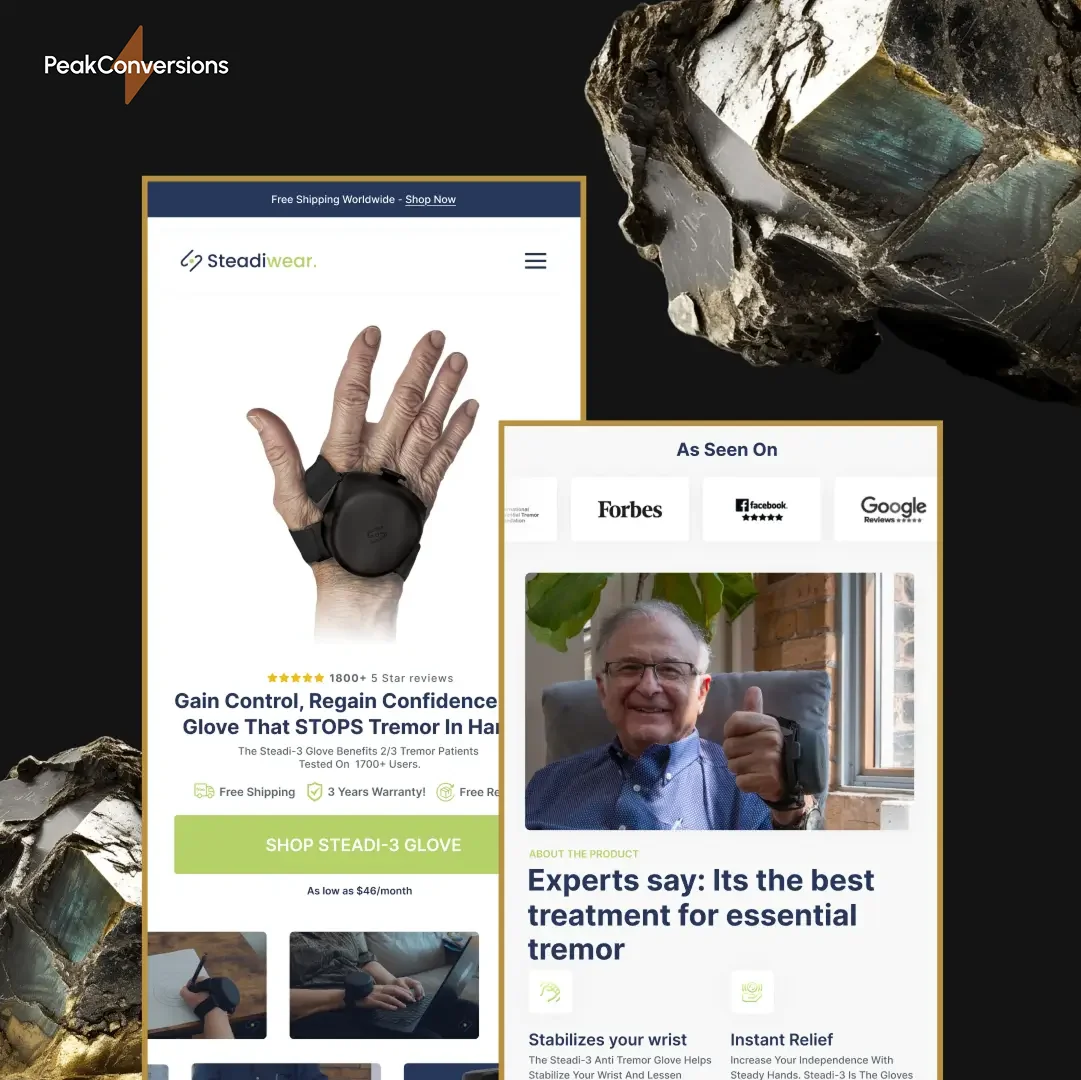 PeakConversions
Free Shipping Worldwide - Shop Now
Steadiwear.
1800+ 5 Star reviews
Gain Control, Regain Confidence
Glove That STOPS Tremor In
The Steadi-3 Glove Benefits 2/3 Tremor Patients
Tested On 1700+ Users.
Free Shipping
3 Years Warranty!
Free
SHOP STEADI-3 GLOVE
As low as $46/month
As Seen On
Forbes
facebook.
Google
Reviews
ABOUT THE PRODUCT
Experts say: Its the best
treatment for essential
tremor
Stabilizes your wrist
The Steadi-3 Anti Tremor Glove Helps
Stabilize Your Wrist And Lessen
Instant Relief
Increase Your Independence With
Steady Hands. Steadi-3 Is The Gloves